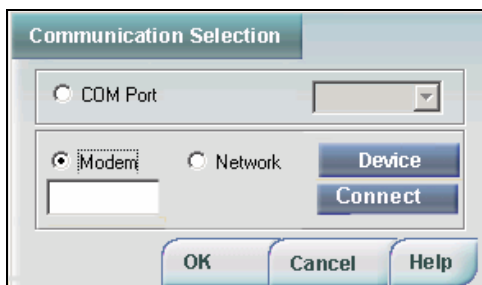 Communication Selection
COM Port
Modem Network Device
Connect
OK Cancel Help